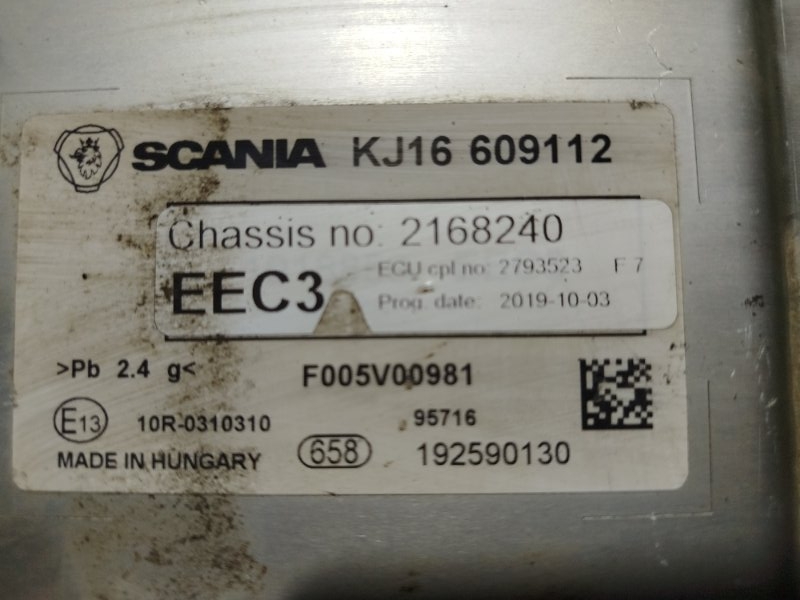 SCANIA KJ16 609112
Chassis no: 2168240
EEC3 ECU cpl no: 2793523 F 7
Prog. date: 2019-10-03
>Pb 2.4 g< F005V00981
E13 10R-0310310 95716
MADE IN HUNGARY 658 192590130